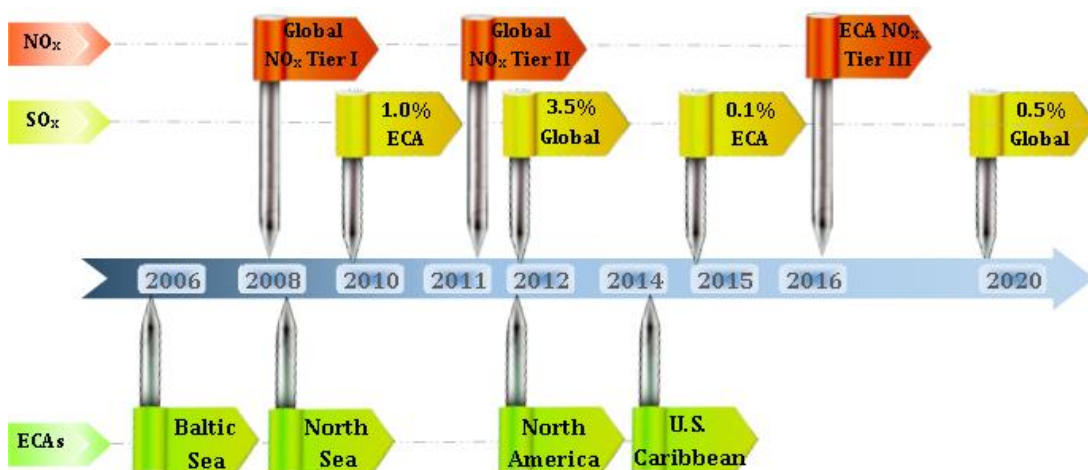 NOₓ
Global
NOₓ Tier I
Global
NOₓ Tier II
ECA NOₓ
Tier III
SOₓ
1.0%
ECA
3.5%
Global
0.1%
ECA
0.5%
Global
2006
2008
2010
2011
2012
2014
2015
2016
2020
ECAs
Baltic
Sea
North
Sea
North
America
U.S.
Caribbean